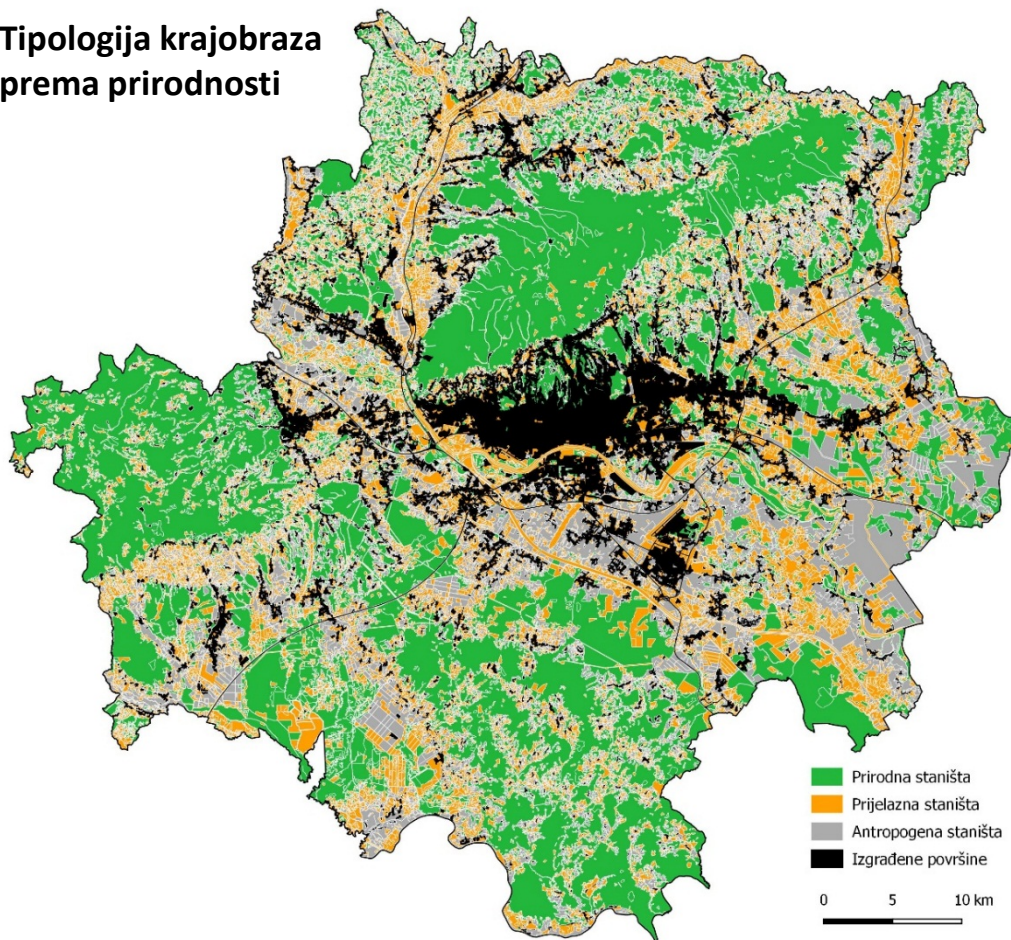 Tipologija krajobraza
prema prirodnosti
Prirodna staništa
Prijelazna staništa
Antropogena staništa
Izgrađene površine
0 5 10 km